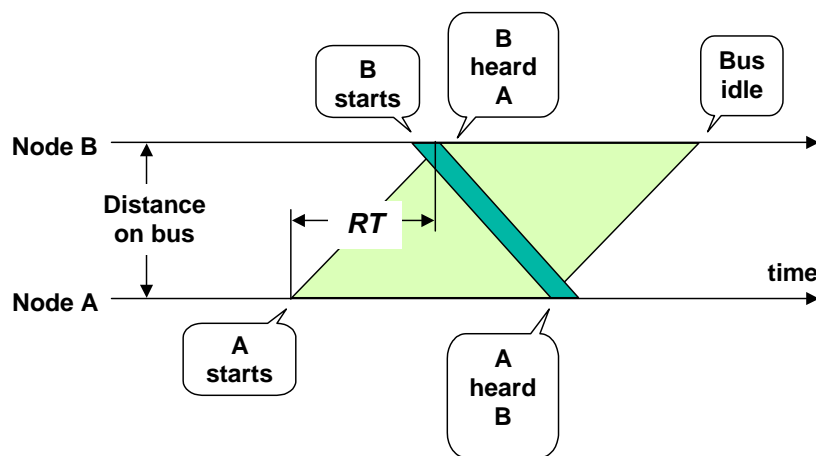 B
heard
A
B
starts
Bus
idle
Node B
Distance
on bus
RT
time
Node A
A
starts
A
heard
B